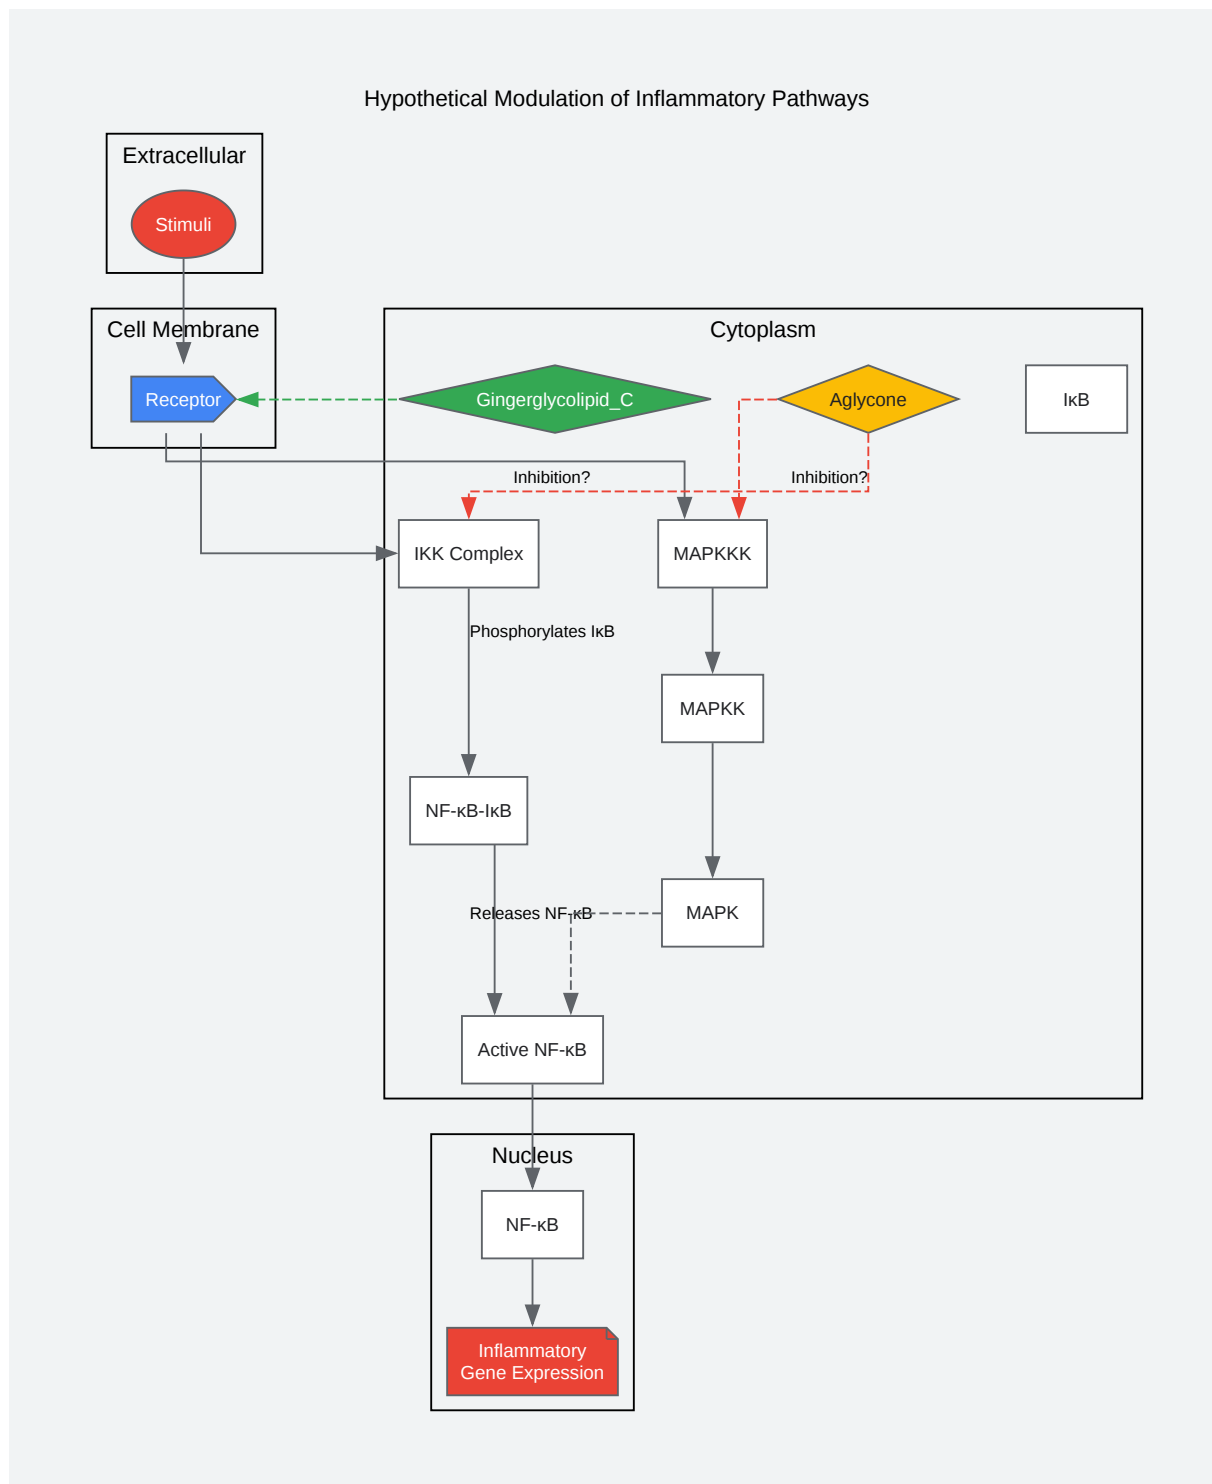 Hypothetical Modulation of Inflammatory Pathways
Extracellular
Stimuli
Cell Membrane
Receptor
Cytoplasm
Gingerglycolipid_C
Aglycone
IκB
Inhibition?
Inhibition?
IKK Complex
MAPKKK
Phosphorylates IκB
MAPKK
NF-κB-IκB
Releases NF-κB
MAPK
Active NF-κB
Nucleus
NF-κB
Inflammatory
Gene Expression